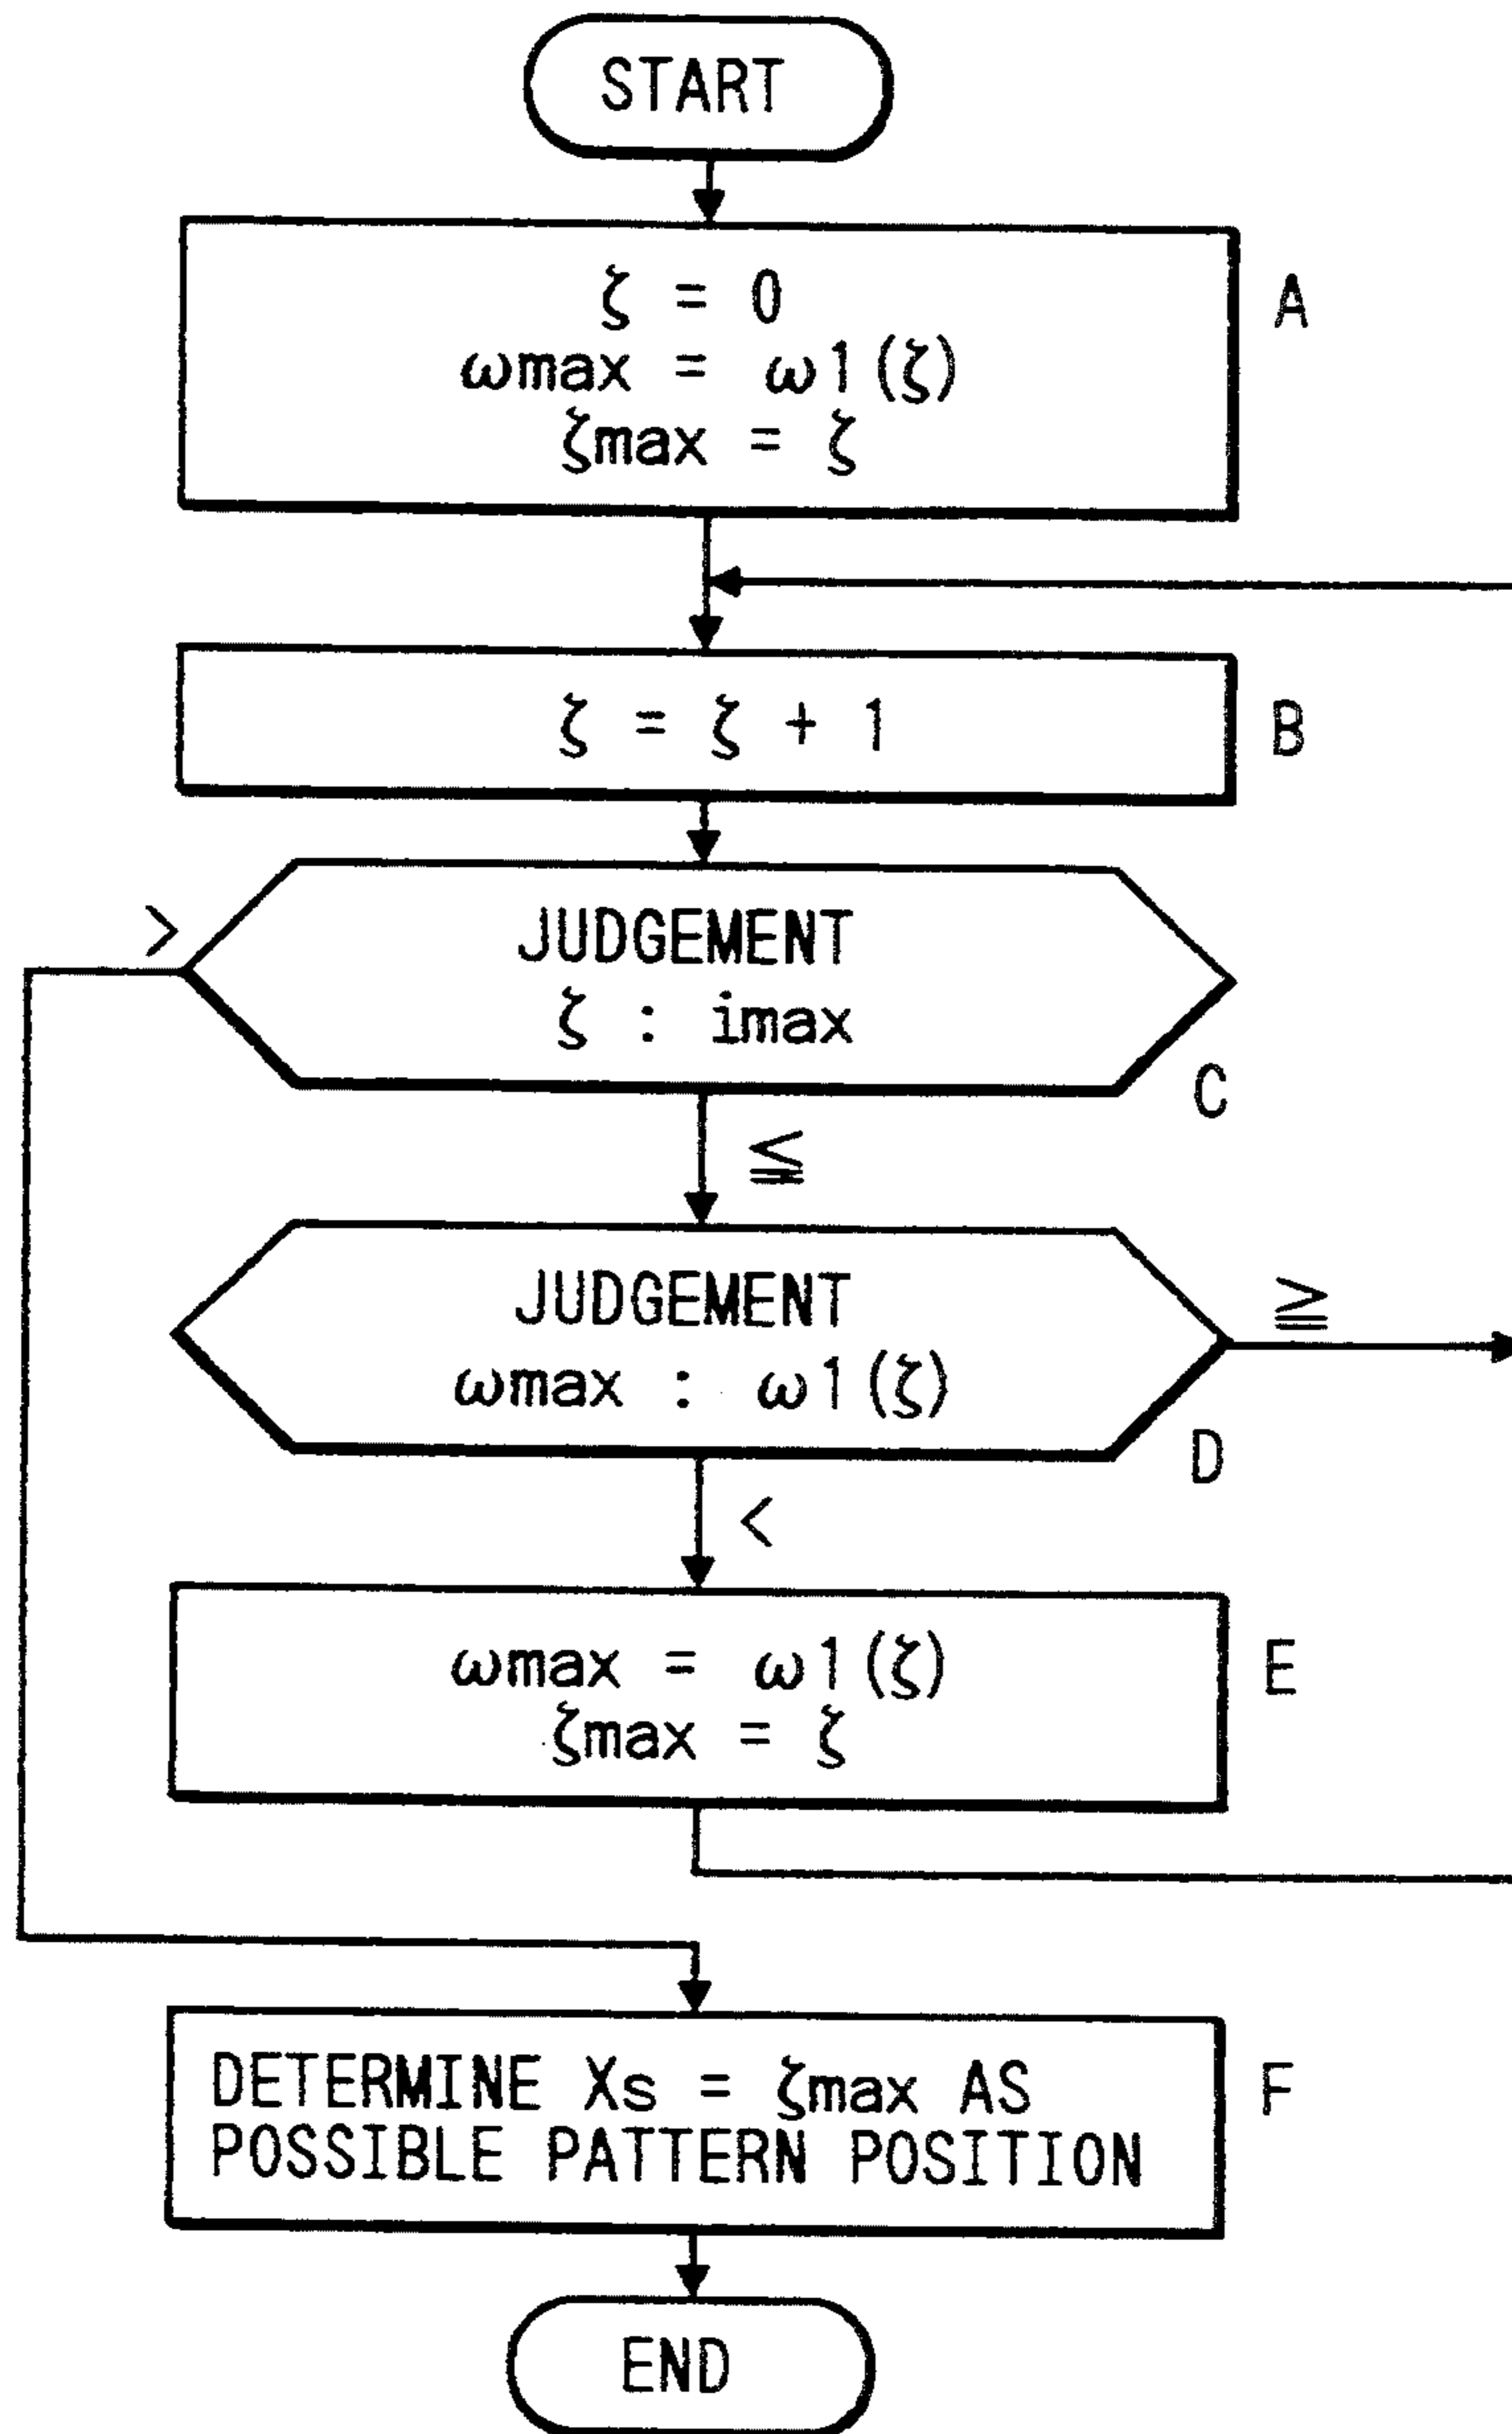 START
ζ = 0
ωmax = ω1(ζ)
ζmax = ζ
A
ζ = ζ + 1
B
>
JUDGEMENT
ζ : imax
C
≦
JUDGEMENT
ωmax : ω1(ζ)
≧
D
<
ωmax = ω1(ζ)
ζmax = ζ
E
DETERMINE Xs = ζmax AS
POSSIBLE PATTERN POSITION
F
END